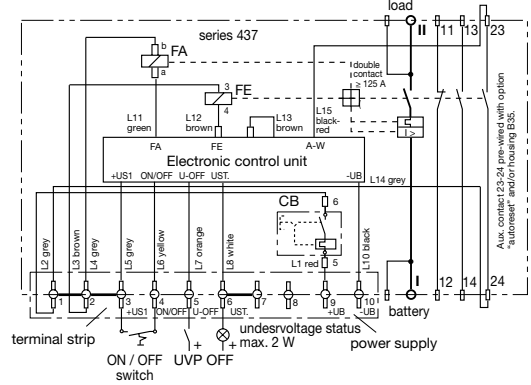 load
series 437
II
11
13
23
b
FA
a
double
contact
≥ 125 A
3
FE
4
L11
green
L12
brown
L13
brown
L15
black-
red
I >
FA
FE
A-W
Electronic control unit
+US1
ON/OFF
U-OFF
UST.
-UB
L14 grey
Aux. contact 23-24 pre-wired with option
"autoreset" and/or housing B35.
CB
6
L2 grey
L3 brown
L4 grey
L5 grey
L6 yellow
L7 orange
L8 white
L1 red
5
L10 black
I
12
14
24
1
2
3
4
5
6
7
8
9
10
+US1
ON/OFF
U-OFF
UST.
+UB
-UB
battery
terminal strip
undesrvoltage status
max. 2 W
power supply
+
+
ON / OFF
switch
UVP OFF